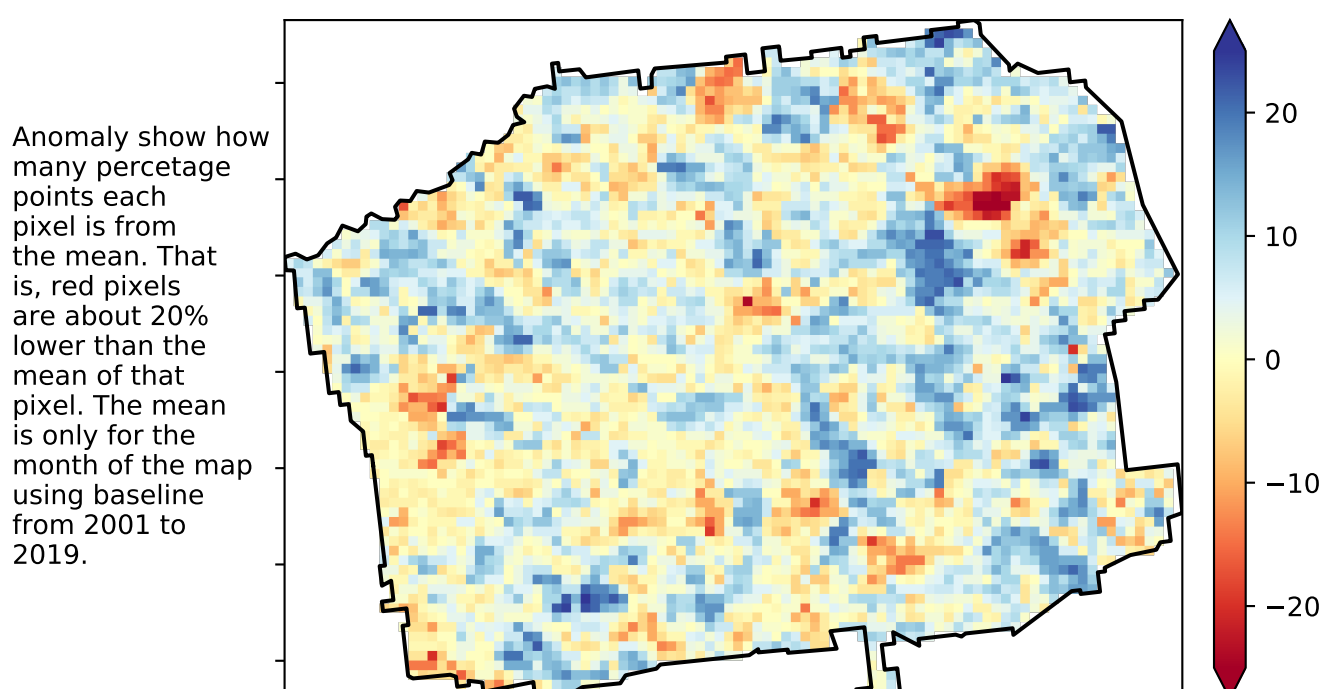 Anomaly show how
many percetage
points each
pixel is from
the mean. That
is, red pixels
are about 20%
lower than the
mean of that
pixel. The mean
is only for the
month of the map
using baseline
from 2001 to
2019.
20
10
0
−10
−20